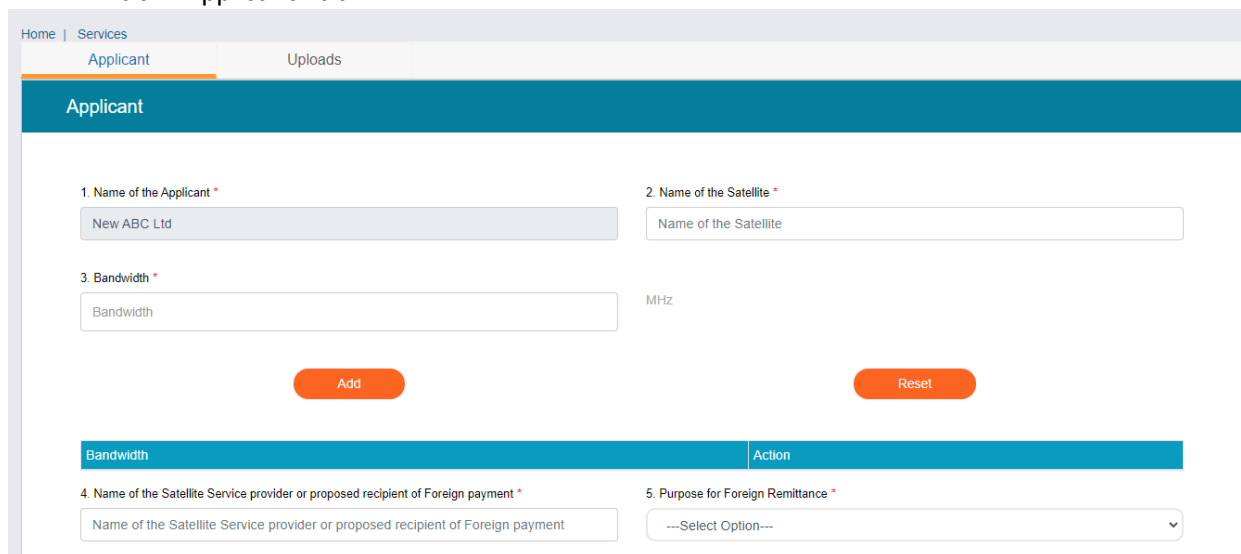 Home | Services
Applicant Uploads
Applicant
1. Name of the Applicant * 2. Name of the Satellite *
New ABC Ltd Name of the Satellite
3. Bandwidth *
Bandwidth MHz
Add Reset
Bandwidth Action
4. Name of the Satellite Service provider or proposed recipient of Foreign payment * 5. Purpose for Foreign Remittance *
Name of the Satellite Service provider or proposed recipient of Foreign payment ---Select Option---